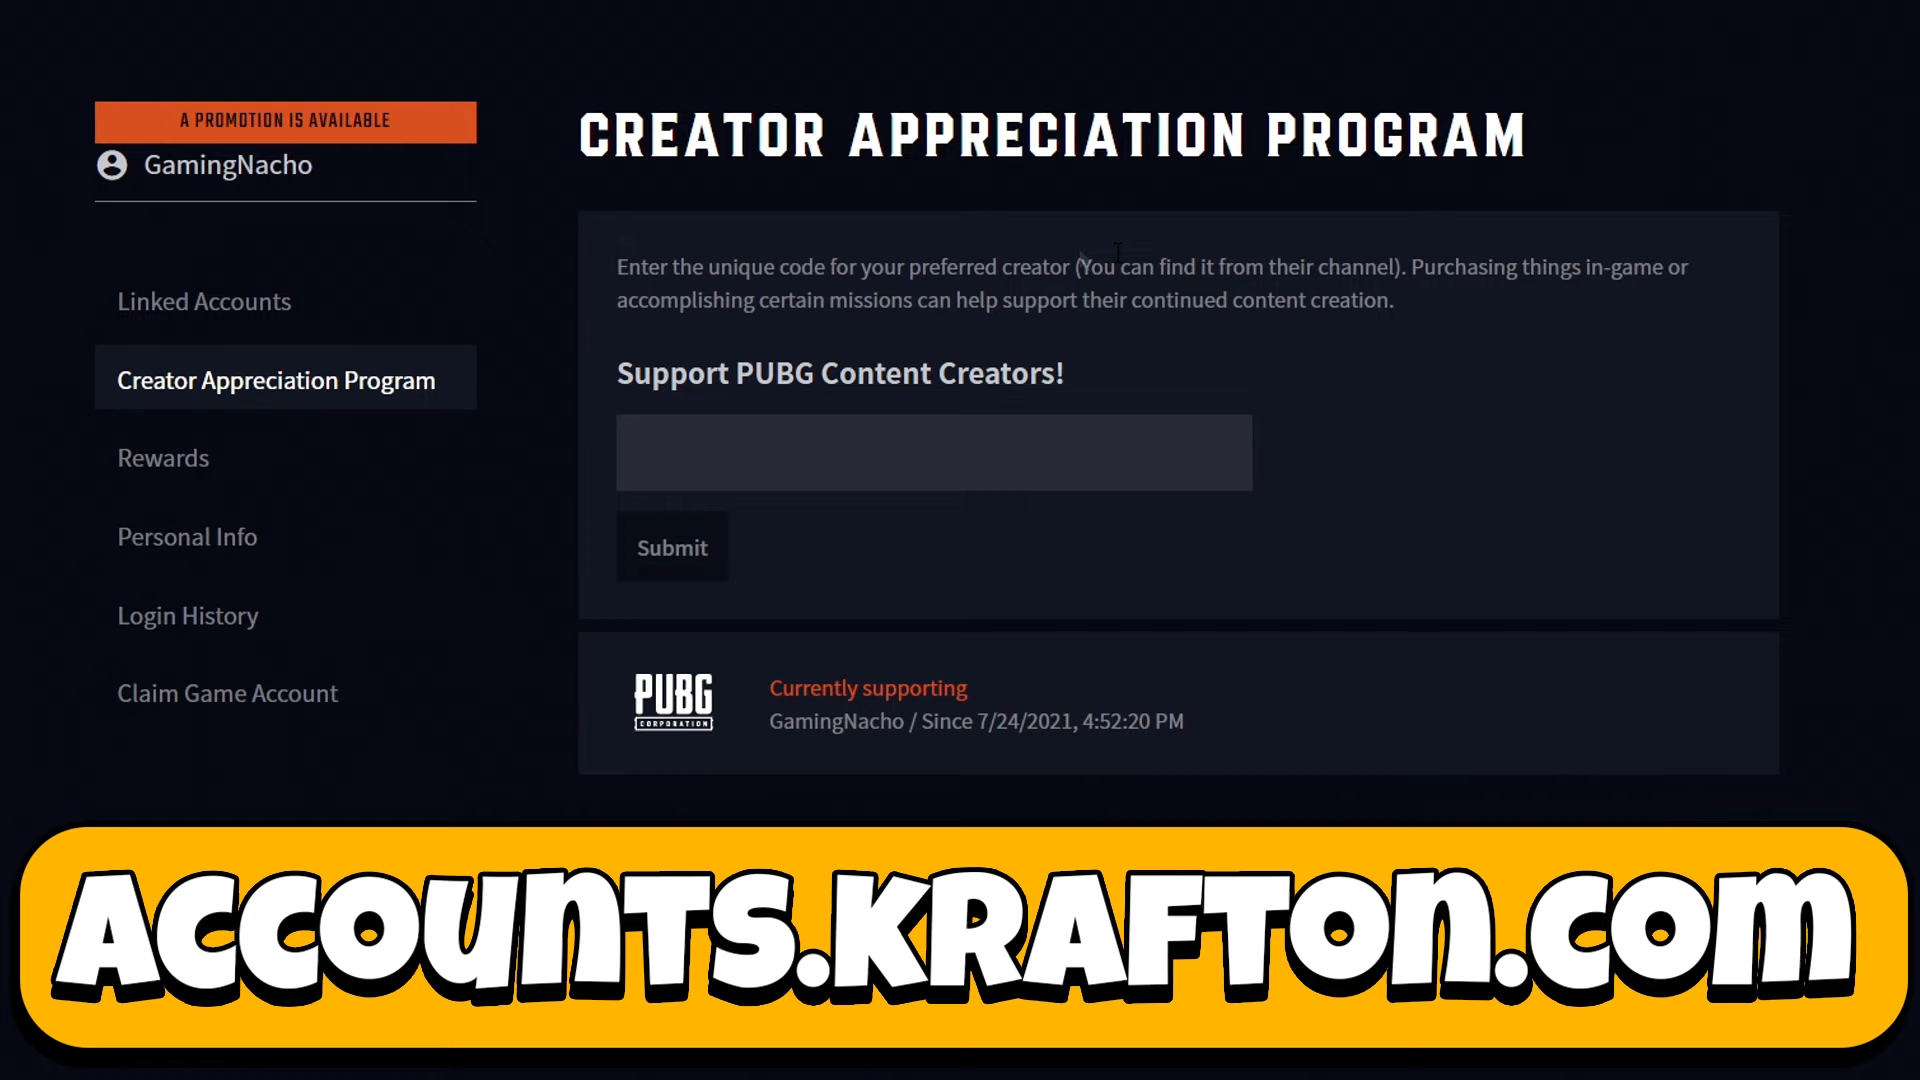 A PROMOTION IS AVAILABLE
GamingNacho
Linked Accounts
Creator Appreciation Program
Rewards
Personal Info
Login History
Claim Game Account
CREATOR APPRECIATION PROGRAM
Enter the unique code for your preferred creator (You can find it from their channel). Purchasing things in-game or
accomplishing certain missions can help support their continued content creation.
Support PUBG Content Creators!
Submit
PUBG
CORPORATION
Currently supporting
GamingNacho / Since 7/24/2021, 4:52:20 PM
ACCOUNTS.KRAFTON.COM